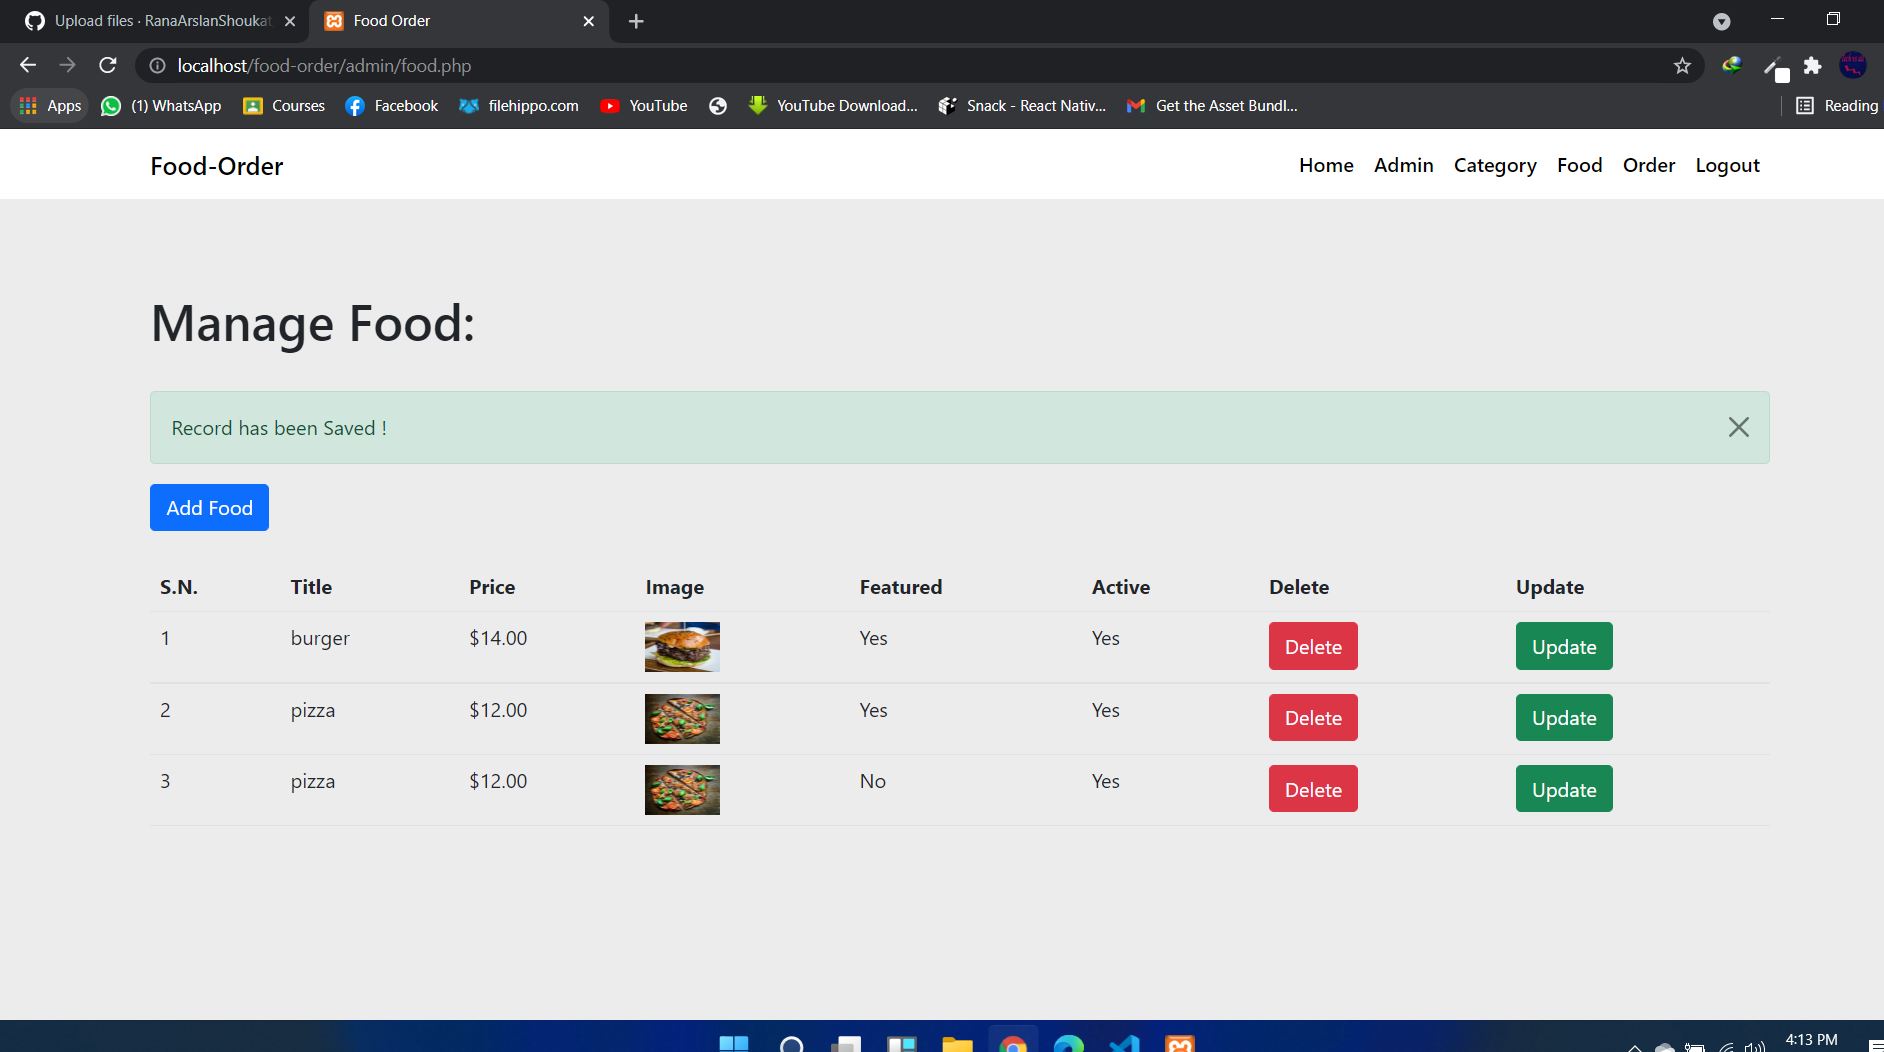 Upload files · RanaArslanShoukat
Food Order
localhost/food-order/admin/food.php
Apps
(1) WhatsApp
Courses
Facebook
filehippo.com
YouTube
YouTube Download...
Snack - React Nativ...
Get the Asset Bundl...
Reading
Food-Order
Home Admin Category Food Order Logout
Manage Food:
Record has been Saved !
Add Food
S.N. Title Price Image Featured Active Delete Update
1 burger $14.00 Yes Yes Delete Update
2 pizza $12.00 Yes Yes Delete Update
3 pizza $12.00 No Yes Delete Update
4:13 PM